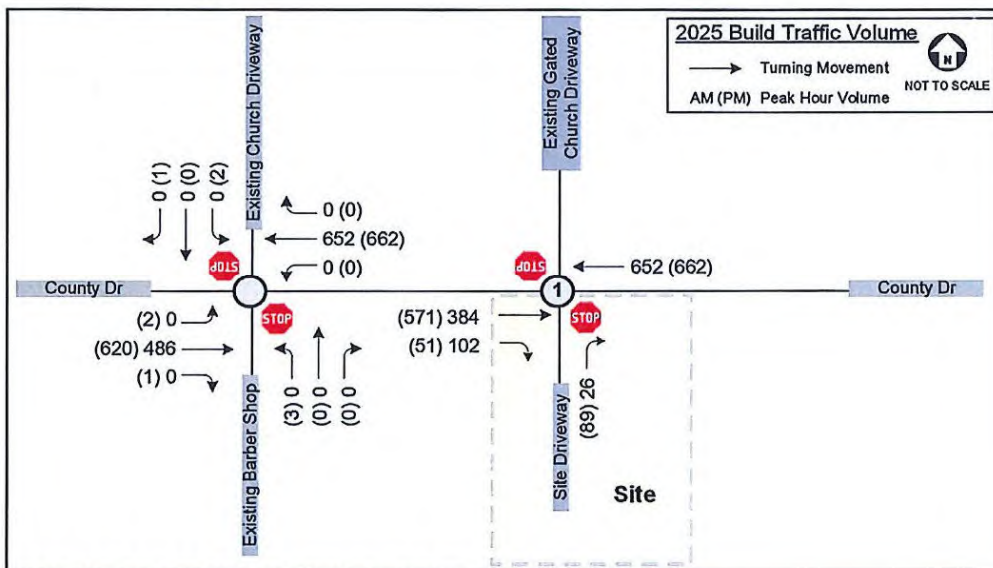 2025 Build Traffic Volume
Turning Movement
AM (PM) Peak Hour Volume
N
NOT TO SCALE
Existing Church Driveway
Existing Gated
Church Driveway
0 (1)
0 (0)
0 (2)
0 (0)
652 (662)
0 (0)
STOP
STOP
652 (662)
County Dr
1
County Dr
(2) 0
(620) 486
(1) 0
STOP
(3) 0
(0) 0
(0) 0
(571) 384
(51) 102
STOP
(89) 26
Existing Barber Shop
Site Driveway
Site